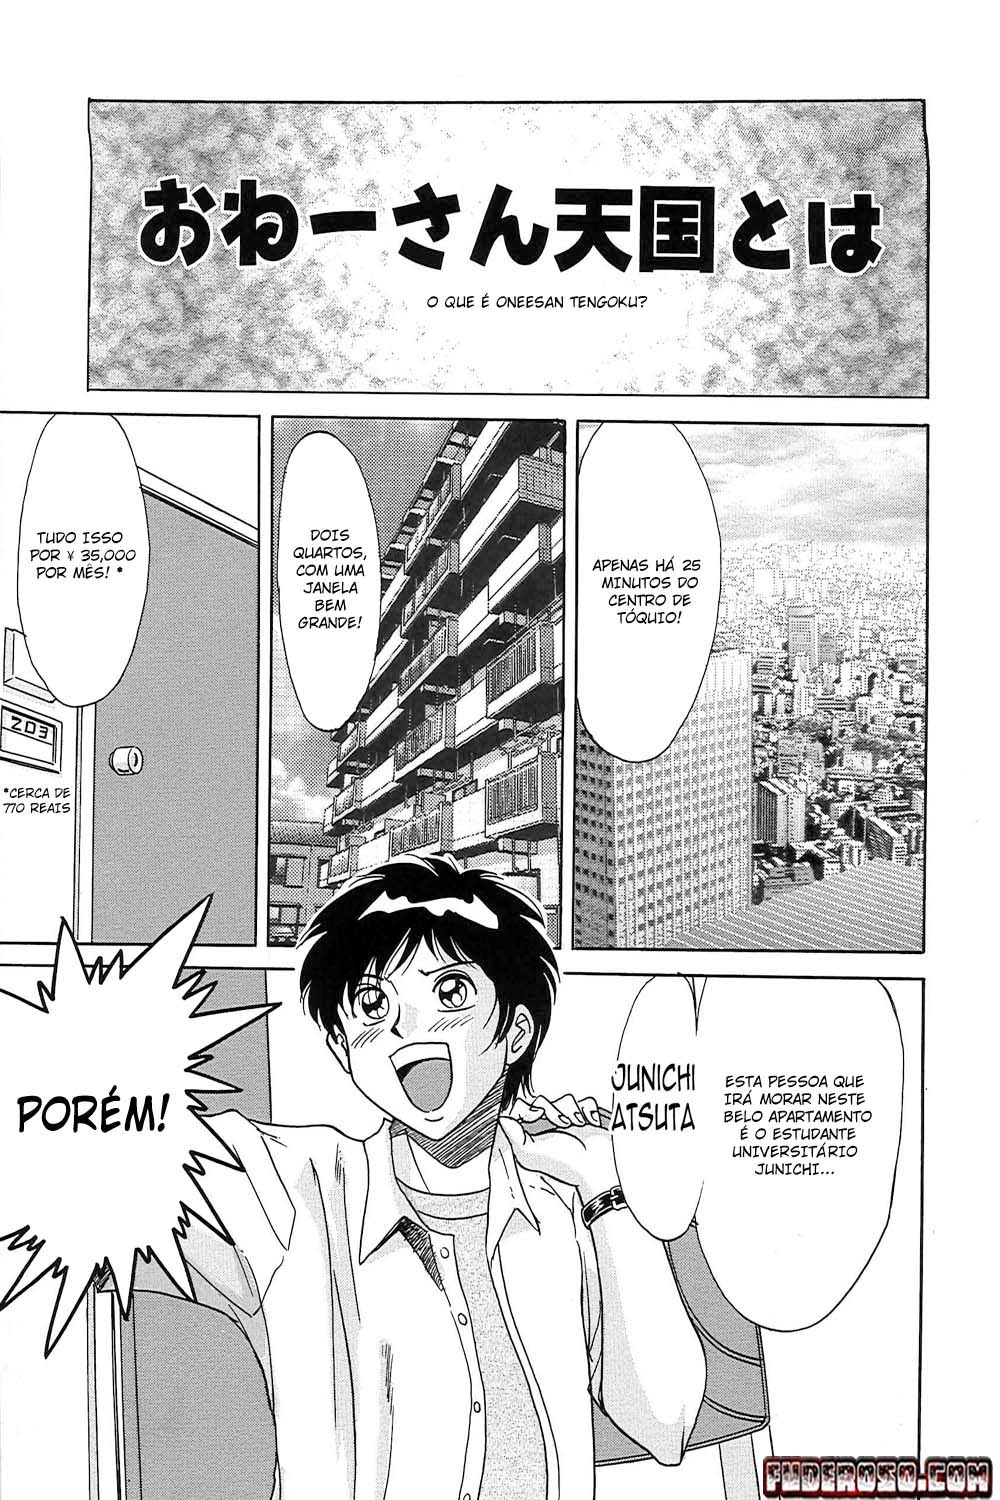 おねーさん天国とは
O QUE É ONEESAN TENGOKU?
APENAS HÁ 25
MINUTOS DO
CENTRO DE
TÓQUIO!
DOIS
QUARTOS,
COM UMA
JANELA
BEM
GRANDE!
TUDO ISSO
POR ¥ 35,000
POR MÊS! *
203
*CERCA DE
770 REAIS
ESTA PESSOA QUE
IRÁ MORAR NESTE
BELO APARTAMENTO
É O ESTUDANTE
UNIVERSITÁRIO
JUNICHI...
JUNICHI
ATSUTA
PORÉM!
FUDEROSO.COM